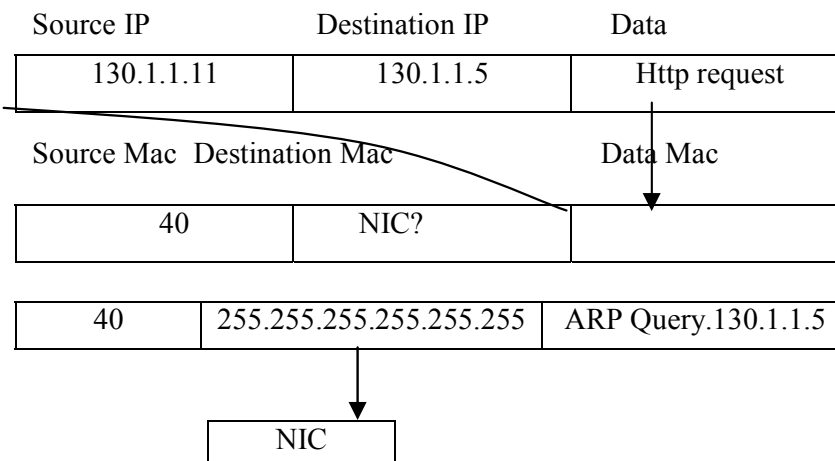 Source IP Destination IP Data
130.1.1.11 130.1.1.5 Http request
Source Mac Destination Mac Data Mac
40 NIC?
40 255.255.255.255.255.255 ARP Query.130.1.1.5
NIC